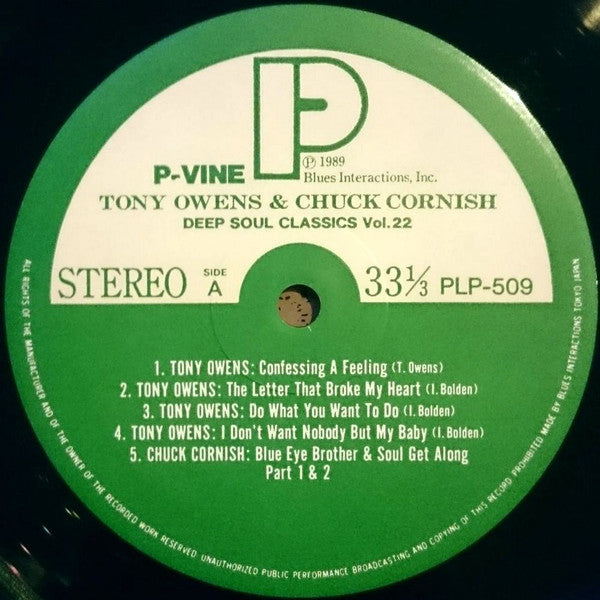 P
P-VINE
℗ 1989
Blues Interactions, Inc.
TONY OWENS & CHUCK CORNISH
DEEP SOUL CLASSICS Vol.22
STEREO SIDE A 33⅓ PLP-509
1. TONY OWENS: Confessing A Feeling (T. Owens)
2. TONY OWENS: The Letter That Broke My Heart (I. Bolden)
3. TONY OWENS: Do What You Want To Do (I. Bolden)
4. TONY OWENS: I Don't Want Nobody But My Baby (I. Bolden)
5. CHUCK CORNISH: Blue Eye Brother & Soul Get Along
Part 1 & 2
ALL RIGHTS OF THE MANUFACTURER AND OF THE OWNER OF THE RECORDED WORK RESERVED. UNAUTHORIZED PUBLIC PERFORMANCE BROADCASTING AND COPYING OF THIS RECORD PROHIBITED MADE BY BLUES INTERACTIONS TOKYO JAPAN